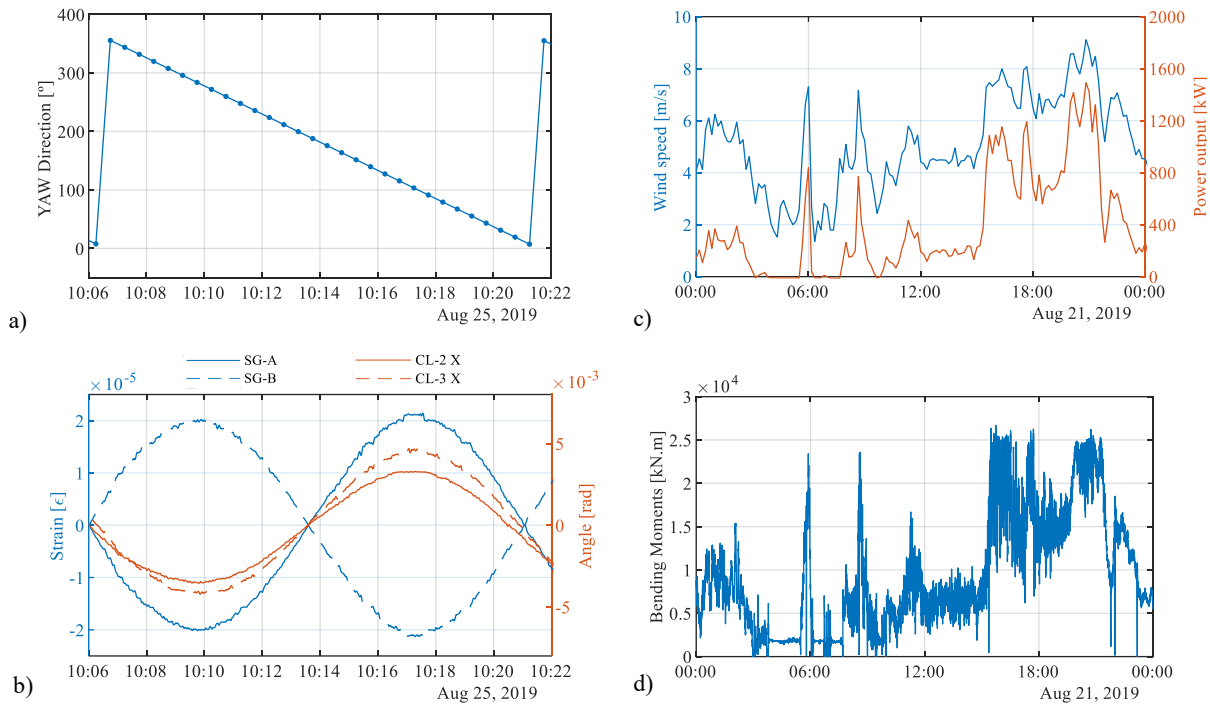 400
300
200
100
0
YAW Direction [º]
10:06 10:08 10:10 10:12 10:14 10:16 10:18 10:20 10:22
Aug 25, 2019
a)
10
8
6
4
2
0
Wind speed [m/s]
2000
1600
1200
800
400
0
Power output [kW]
00:00 06:00 12:00 18:00 00:00
Aug 21, 2019
c)
SG-A CL-2 X
SG-B CL-3 X
×10⁻⁵
×10⁻³
2
1
0
-1
-2
Strain [ϵ]
5
0
-5
Angle [rad]
10:06 10:08 10:10 10:12 10:14 10:16 10:18 10:20 10:22
Aug 25, 2019
b)
×10⁴
3
2.5
2
1.5
1
0.5
0
Bending Moments [kN.m]
00:00 06:00 12:00 18:00 00:00
Aug 21, 2019
d)